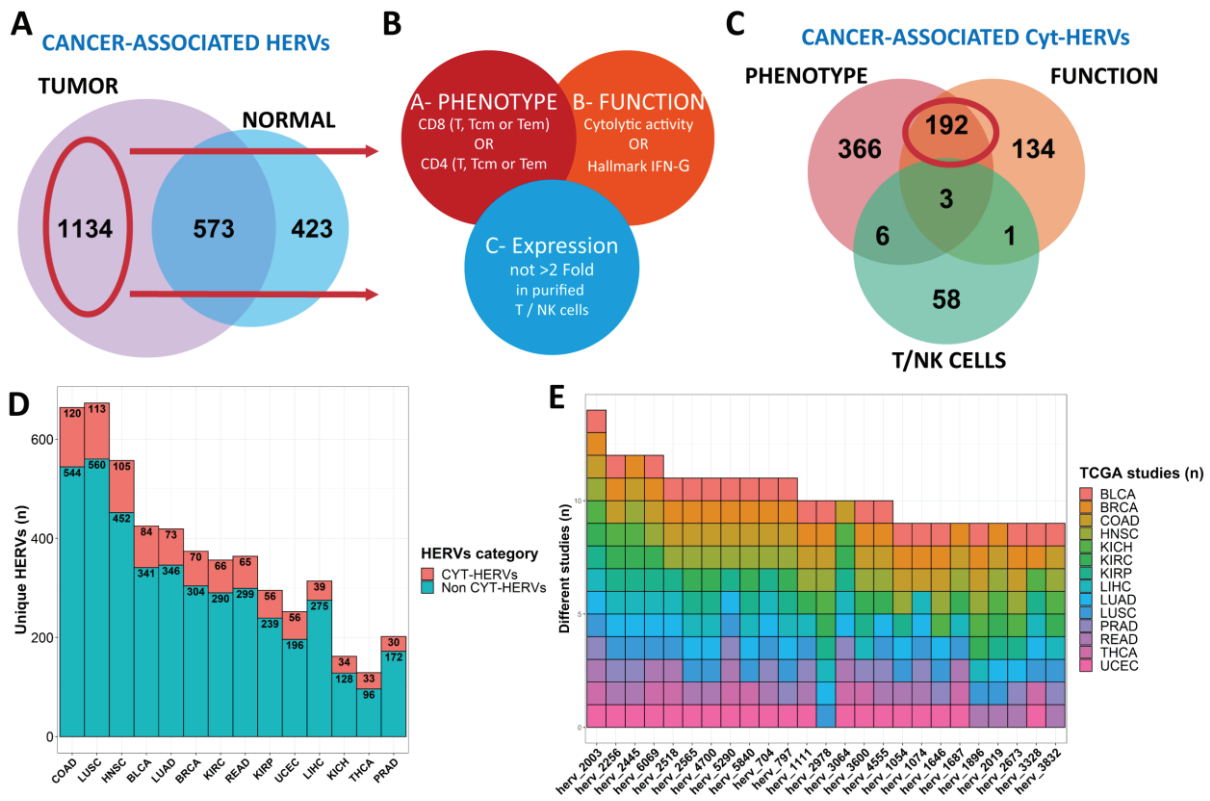 A
CANCER-ASSOCIATED HERVs
TUMOR
NORMAL
1134
573
423
B
A- PHENOTYPE
CD8 (T, Tcm or Tem)
OR
CD4 (T, Tcm or Tem
B- FUNCTION
Cytolytic activity
OR
Hallmark IFN-G
C- Expression
not >2 Fold
in purified
T / NK cells
C
CANCER-ASSOCIATED Cyt-HERVs
PHENOTYPE
FUNCTION
366
192
134
3
6
1
58
T/NK CELLS
D
Unique HERVs (n)
600
400
200
0
120
544
113
560
105
452
84
341
73
346
70
304
66
290
65
299
56
239
56
196
39
275
34
128
33
96
30
172
COAD
LUSC
HNSC
BLCA
LUAD
BRCA
KIRC
READ
KIRP
UCEC
LIHC
KICH
THCA
PRAD
HERVs category
CYT-HERVs
Non CYT-HERVs
E
Different studies (n)
10
5
0
herv_2003
herv_2256
herv_2445
herv_6069
herv_2518
herv_2565
herv_4700
herv_5290
herv_5840
herv_704
herv_797
herv_1111
herv_2978
herv_3064
herv_3600
herv_4555
herv_1054
herv_1074
herv_1646
herv_1687
herv_1896
herv_2019
herv_2673
herv_3328
herv_3832
TCGA studies (n)
BLCA
BRCA
COAD
HNSC
KICH
KIRC
KIRP
LIHC
LUAD
LUSC
PRAD
READ
THCA
UCEC